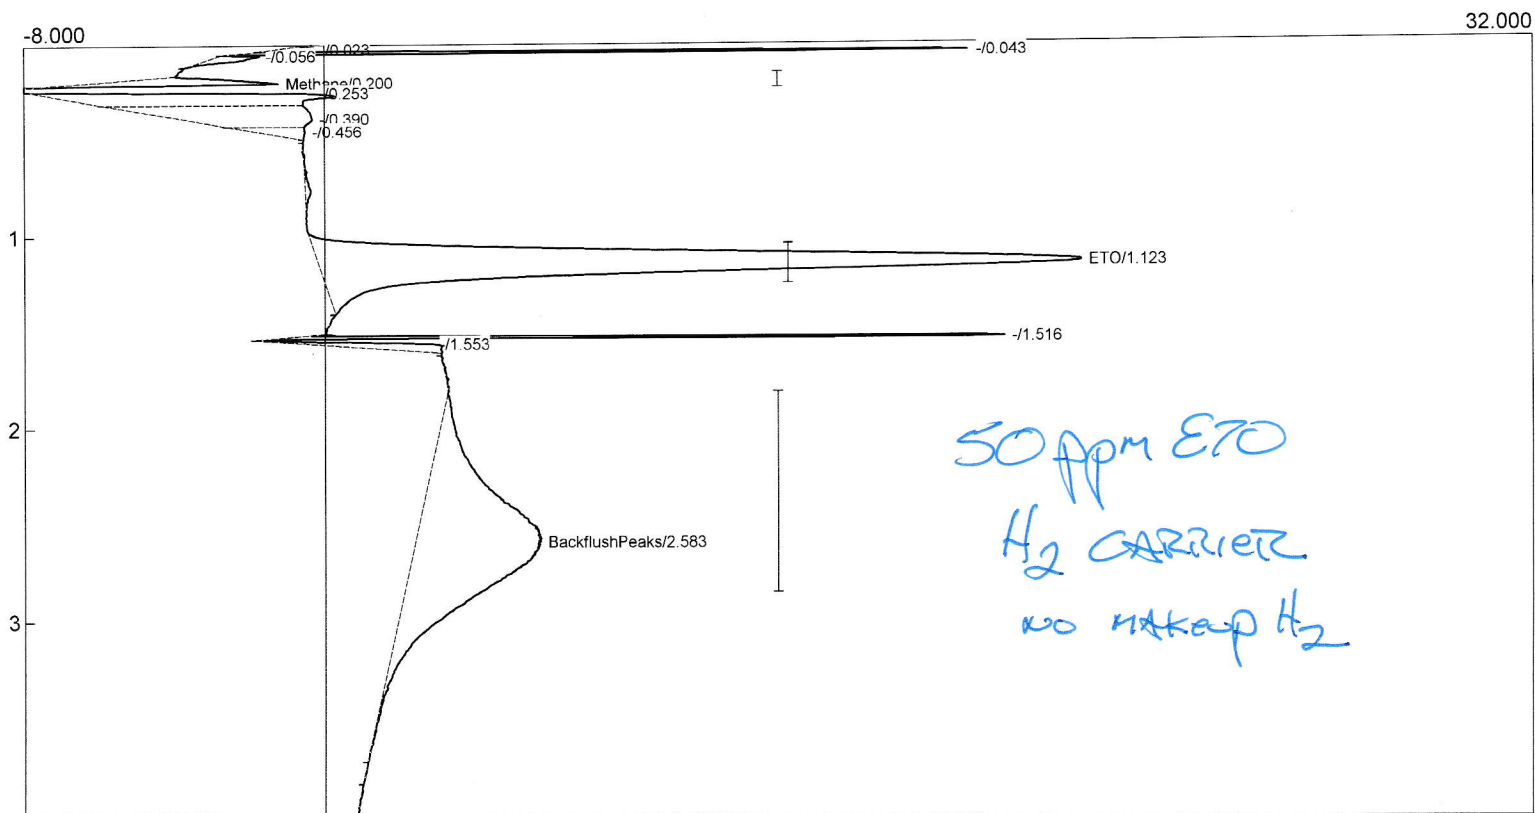 -8.000
32.000
-/0.023
-/0.043
-/0.056
Methane/0.200
-/0.253
-/0.390
-/0.456
1
ETO/1.123
-/1.516
-/1.553
2
50 ppm ETO
BackflushPeaks/2.583
H2 CARRIER
3
NO MAKEUP H2